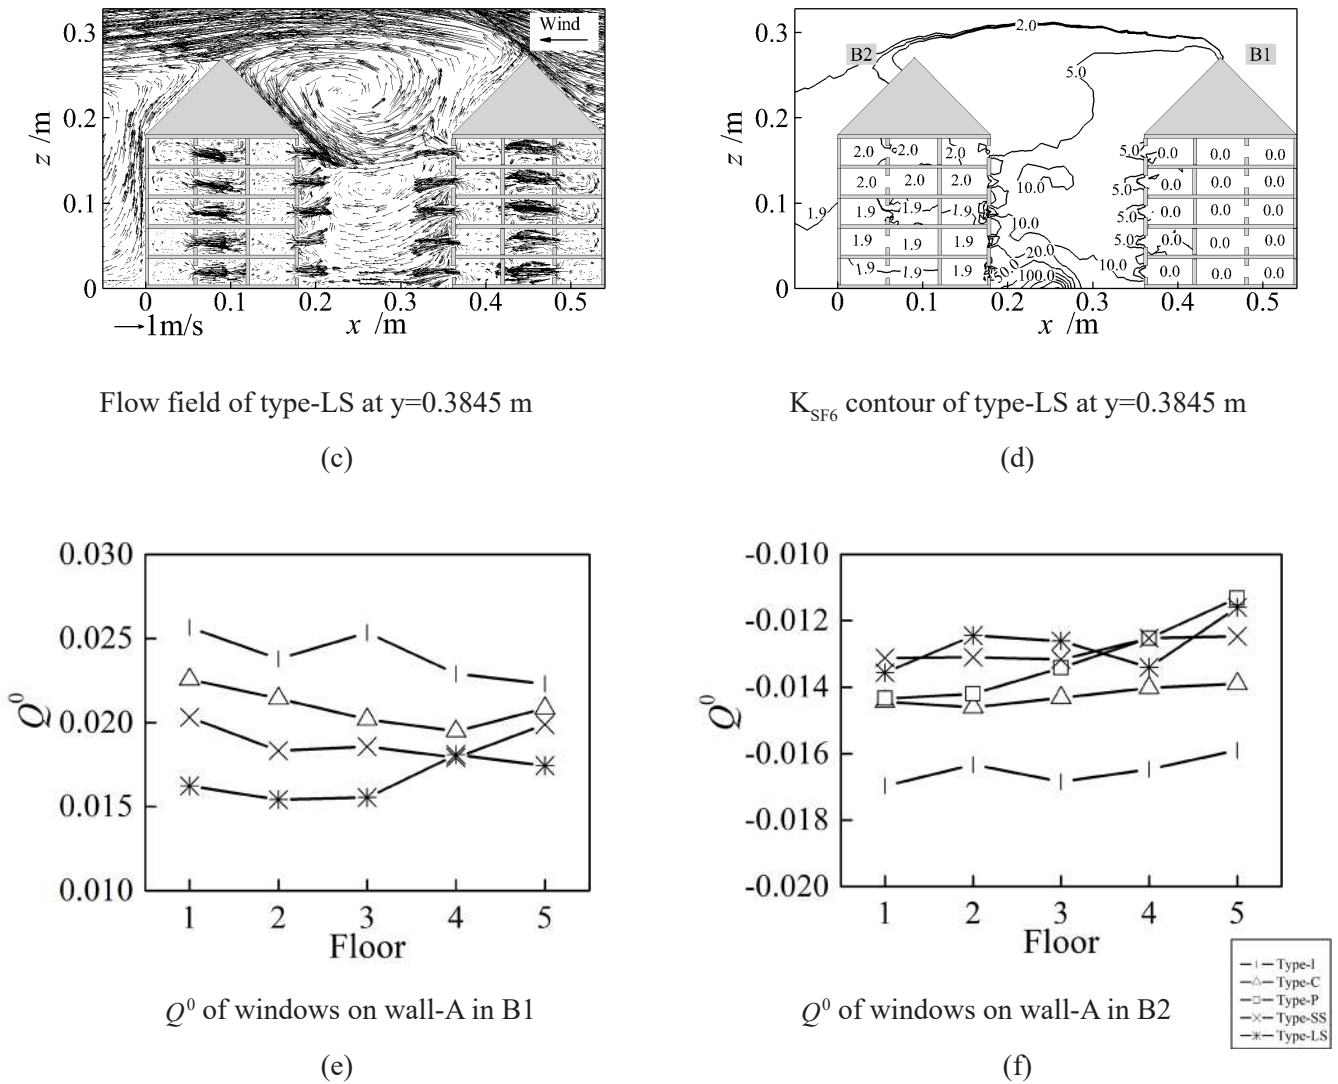 0.3
0.2
0.1
0
z /m
Wind
0 0.1 0.2 0.3 0.4 0.5
→1m/s
x /m
0.3
0.2
0.1
0
z /m
B2
2.0
B1
5.0
2.0 2.0 2.0
5.0 0.0 0.0 0.0
2.0 2.0 2.0
10.0
5.0 0.0 0.0 0.0
1.9
1.9 1.9 1.9
10.0
5.0 0.0 0.0 0.0
1.9 1.9 1.9
20.0
5.0 0.0 0.0 0.0
1.9 1.9 1.9
50.0 100.0
10.0
0.0 0.0 0.0
0 0.1 0.2 0.3 0.4 0.5
x /m
Flow field of type-LS at y=0.3845 m
K_SF6 contour of type-LS at y=0.3845 m
(c)
(d)
0.030
0.025
0.020
0.015
0.010
Q⁰
1 2 3 4 5
Floor
-0.010
-0.012
-0.014
-0.016
-0.018
-0.020
Q⁰
1 2 3 4 5
Floor
Type-I
Type-C
Type-P
Type-SS
Type-LS
Q⁰ of windows on wall-A in B1
Q⁰ of windows on wall-A in B2
(e)
(f)